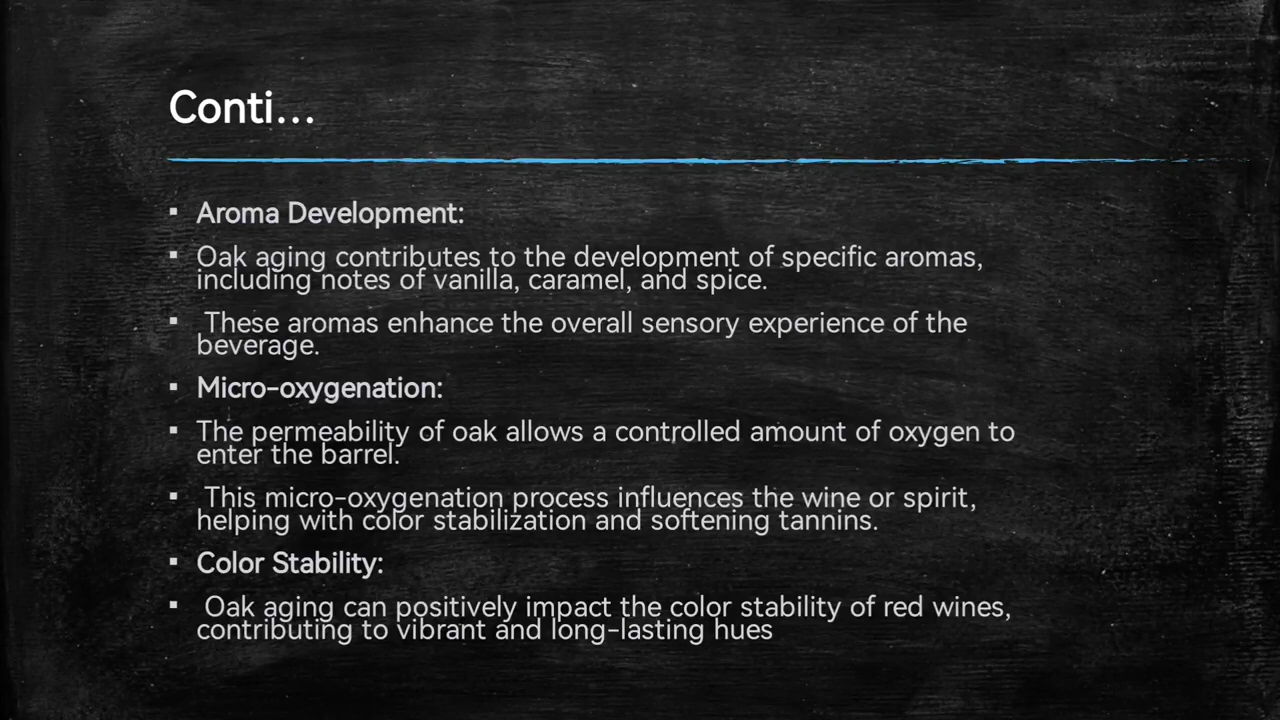 Conti...
▪ Aroma Development:
▪ Oak aging contributes to the development of specific aromas,
including notes of vanilla, caramel, and spice.
▪ These aromas enhance the overall sensory experience of the
beverage.
▪ Micro-oxygenation:
▪ The permeability of oak allows a controlled amount of oxygen to
enter the barrel.
▪ This micro-oxygenation process influences the wine or spirit,
helping with color stabilization and softening tannins.
▪ Color Stability:
▪ Oak aging can positively impact the color stability of red wines,
contributing to vibrant and long-lasting hues